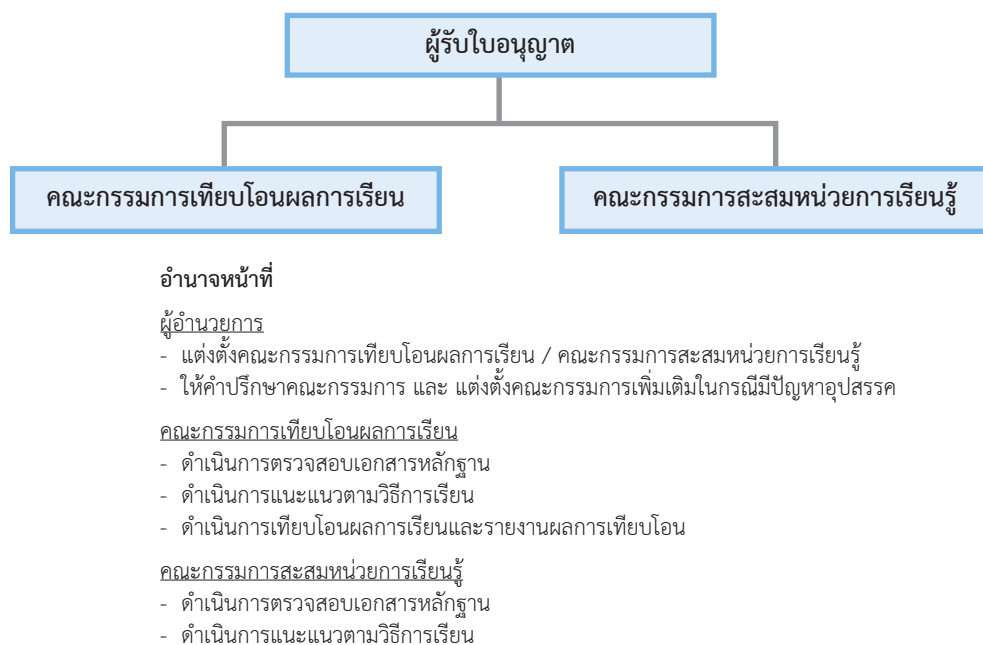 ผู้รับใบอนุญาต
คณะกรรมการเทียบโอนผลการเรียน
คณะกรรมการสะสมหน่วยการเรียนรู้
อำนาจหน้าที่
ผู้อำนวยการ
- แต่งตั้งคณะกรรมการเทียบโอนผลการเรียน / คณะกรรมการสะสมหน่วยการเรียนรู้
- ให้คำปรึกษาคณะกรรมการ และ แต่งตั้งคณะกรรมการเพิ่มเติมในกรณีมีปัญหาอุปสรรค
คณะกรรมการเทียบโอนผลการเรียน
- ดำเนินการตรวจสอบเอกสารหลักฐาน
- ดำเนินการแนะแนวตามวิธีการเรียน
- ดำเนินการเทียบโอนผลการเรียนและรายงานผลการเทียบโอน
คณะกรรมการสะสมหน่วยการเรียนรู้
- ดำเนินการตรวจสอบเอกสารหลักฐาน
- ดำเนินการแนะแนวตามวิธีการเรียน